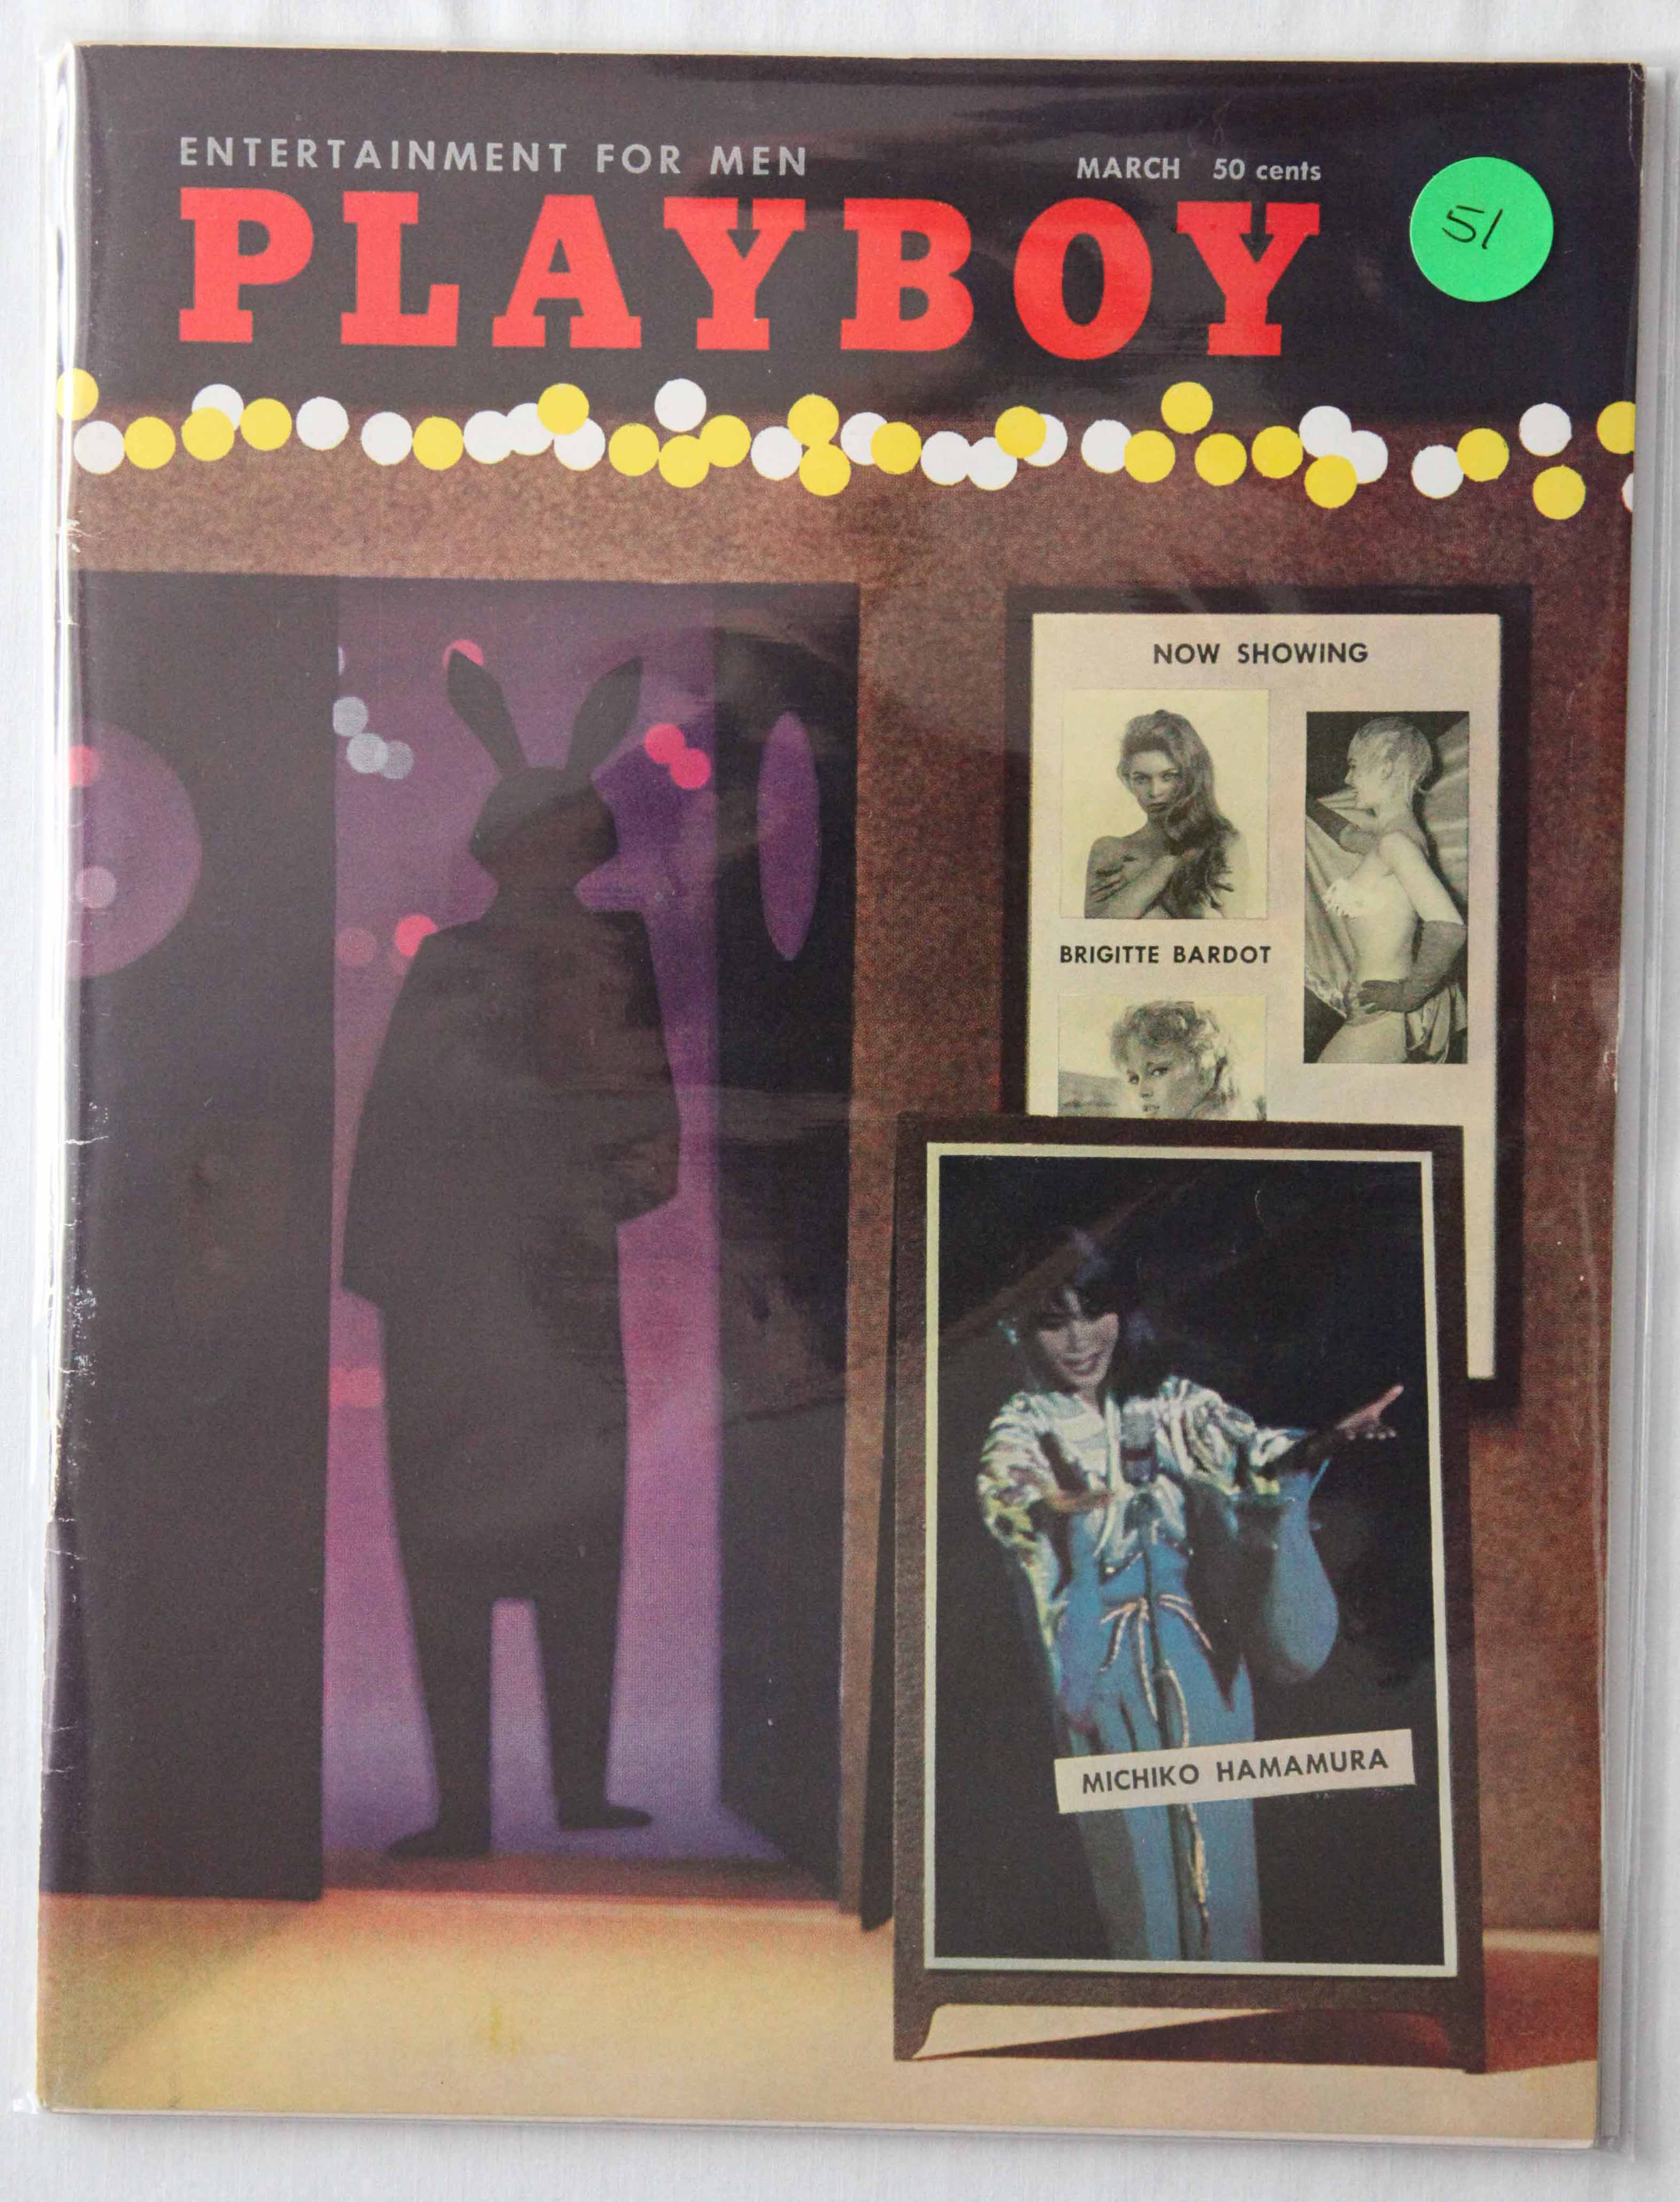 ENTERTAINMENT FOR MEN
MARCH 50 cents
PLAYBOY
51
NOW SHOWING
BRIGITTE BARDOT
MICHIKO HAMAMURA